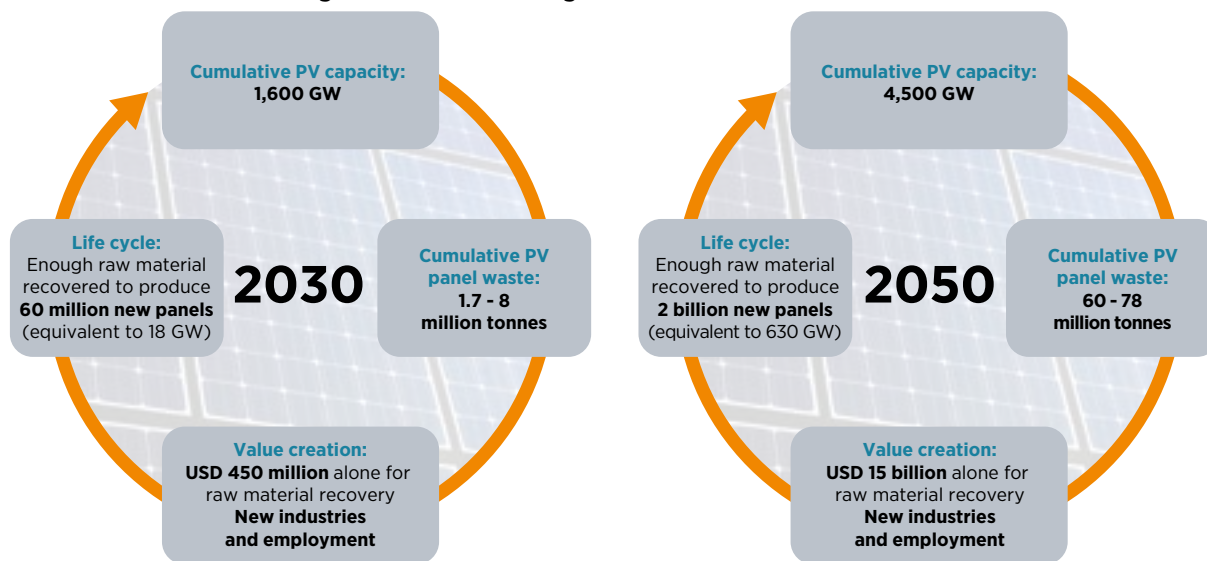 Cumulative PV capacity:
1,600 GW
Life cycle:
Enough raw material
recovered to produce
60 million new panels
(equivalent to 18 GW)
2030
Cumulative PV
panel waste:
1.7 - 8
million tonnes
Value creation:
USD 450 million alone for
raw material recovery
New industries
and employment
Cumulative PV capacity:
4,500 GW
Life cycle:
Enough raw material
recovered to produce
2 billion new panels
(equivalent to 630 GW)
2050
Cumulative PV
panel waste:
60 - 78
million tonnes
Value creation:
USD 15 billion alone for
raw material recovery
New industries
and employment